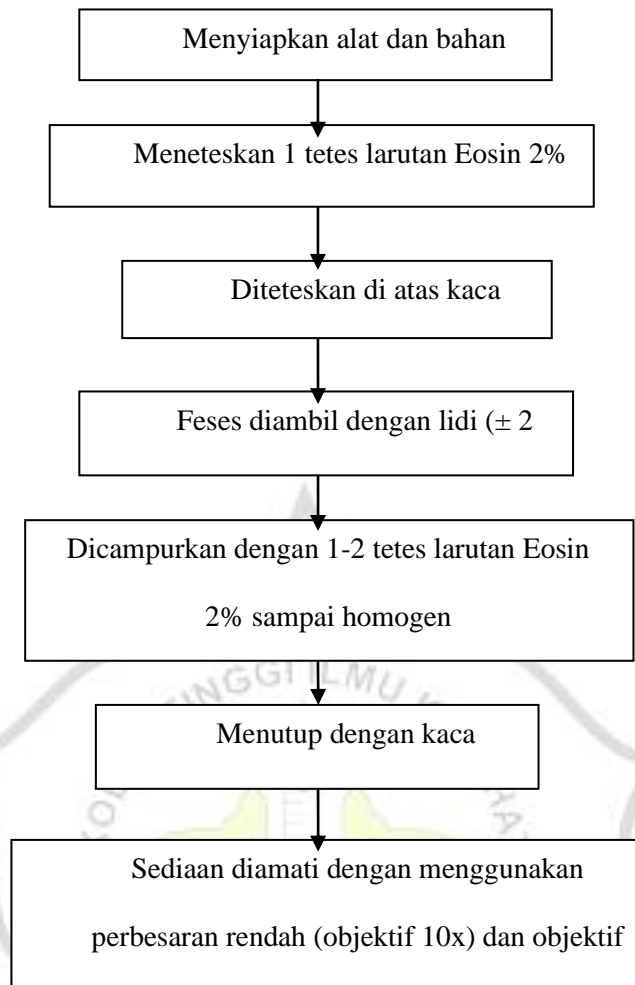 Menyiapkan alat dan bahan
Meneteskan 1 tetes larutan Eosin 2%
Diteteskan di atas kaca
Feses diambil dengan lidi (± 2
Dicampurkan dengan 1-2 tetes larutan Eosin
2% sampai homogen
INGGI ILMU
Menutup dengan kaca
Sediaan diamati dengan menggunakan
perbesaran rendah (objektif 10x) dan objektif